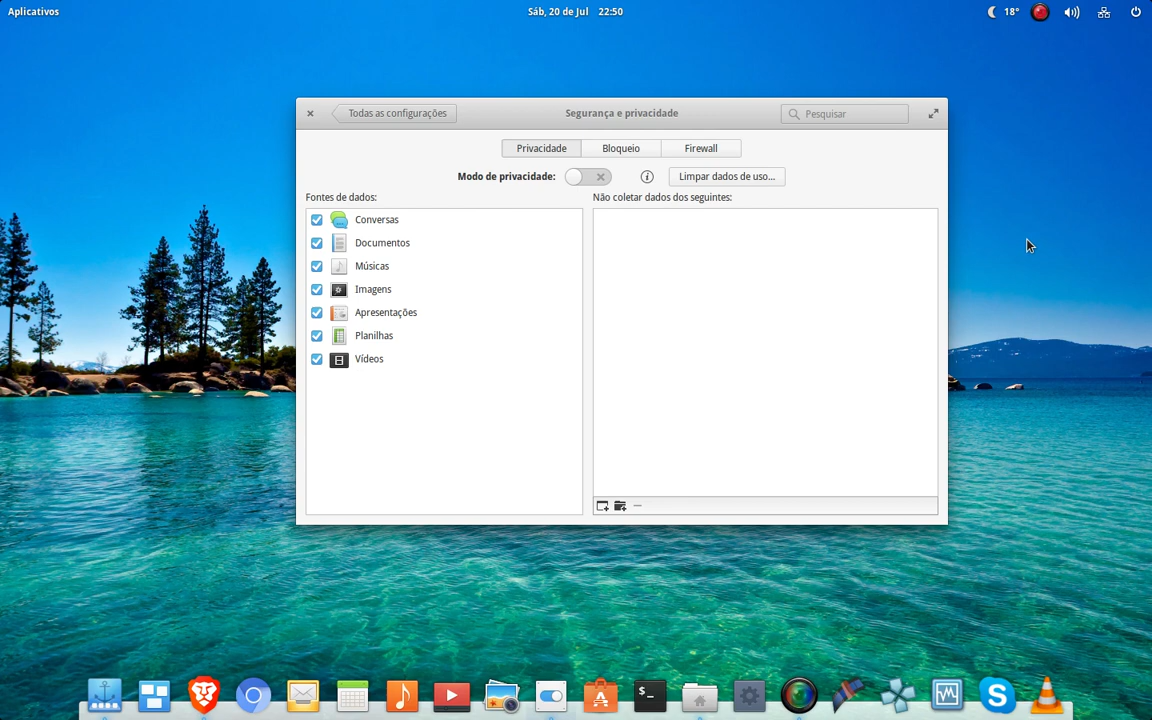 Aplicativos
Sáb, 20 de Jul 22:50
18°
Todas as configurações
Segurança e privacidade
Pesquisar
Privacidade
Bloqueio
Firewall
Modo de privacidade:
Limpar dados de uso...
Fontes de dados:
Não coletar dados dos seguintes:
Conversas
Documentos
Músicas
Imagens
Apresentações
Planilhas
Vídeos